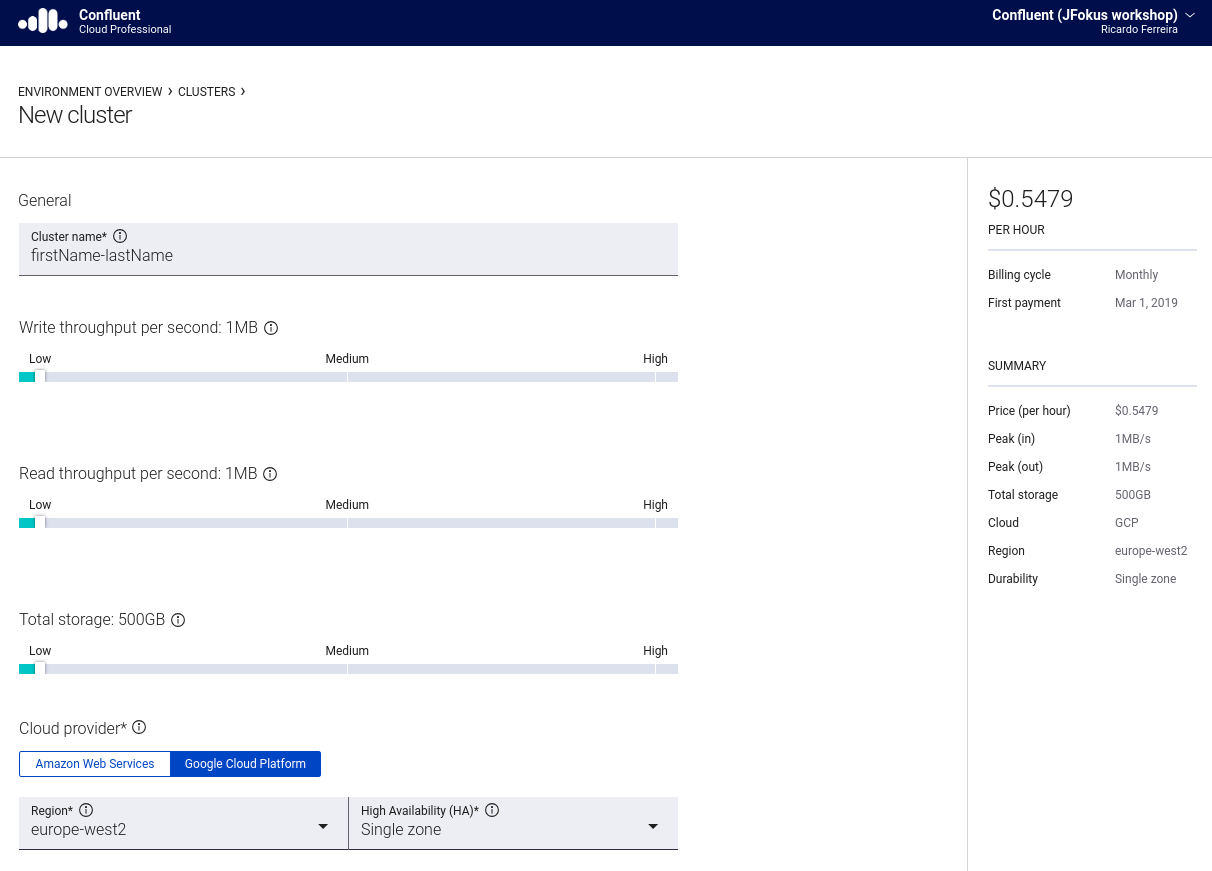 Confluent
Cloud Professional
Confluent (JFokus workshop)
Ricardo Ferreira
ENVIRONMENT OVERVIEW › CLUSTERS ›
New cluster
General
Cluster name*
firstName-lastName
Write throughput per second: 1MB
Low Medium High
Read throughput per second: 1MB
Low Medium High
Total storage: 500GB
Low Medium High
Cloud provider*
Amazon Web Services Google Cloud Platform
Region* High Availability (HA)*
europe-west2 Single zone
$0.5479
PER HOUR
Billing cycle Monthly
First payment Mar 1, 2019
SUMMARY
Price (per hour) $0.5479
Peak (in) 1MB/s
Peak (out) 1MB/s
Total storage 500GB
Cloud GCP
Region europe-west2
Durability Single zone